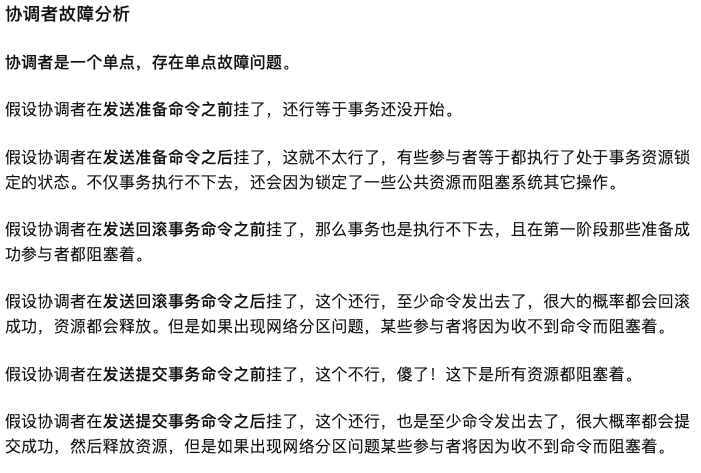 协调者故障分析
协调者是一个单点，存在单点故障问题。
假设协调者在发送准备命令之前挂了，还行等于事务还没开始。
假设协调者在发送准备命令之后挂了，这就不太行了，有些参与者等于都执行了处于事务资源锁
定的状态。不仅事务执行不下去，还会因为锁定了一些公共资源而阻塞系统其它操作。
假设协调者在发送回滚事务命令之前挂了，那么事务也是执行不下去，且在第一阶段那些准备成
功参与者都阻塞着。
假设协调者在发送回滚事务命令之后挂了，这个还行，至少命令发出去了，很大的概率都会回滚
成功，资源都会释放。但是如果出现网络分区问题，某些参与者将因为收不到命令而阻塞着。
假设协调者在发送提交事务命令之前挂了，这个不行，傻了！这下是所有资源都阻塞着。
假设协调者在发送提交事务命令之后挂了，这个还行，也是至少命令发出去了，很大概率都会提
交成功，然后释放资源，但是如果出现网络分区问题某些参与者将因为收不到命令而阻塞着。